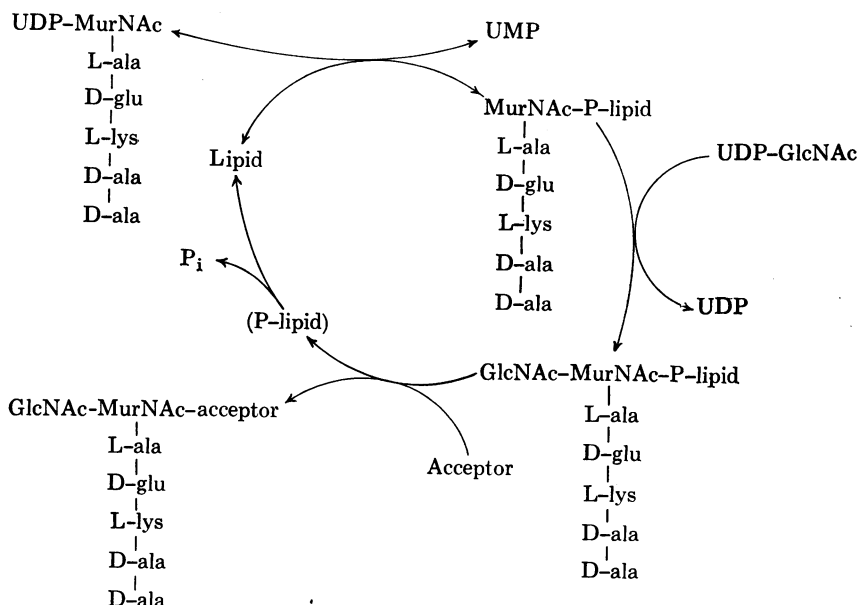 UDP-MurNAc
L-ala
D-glu
L-lys
D-ala
D-ala
UMP
MurNAc-P-lipid
L-ala
D-glu
L-lys
D-ala
D-ala
UDP-GlcNAc
UDP
Lipid
Pi
(P-lipid)
GlcNAc-MurNAc-P-lipid
L-ala
D-glu
L-lys
D-ala
D-ala
Acceptor
GlcNAc-MurNAc-acceptor
L-ala
D-glu
L-lys
D-ala
D-ala